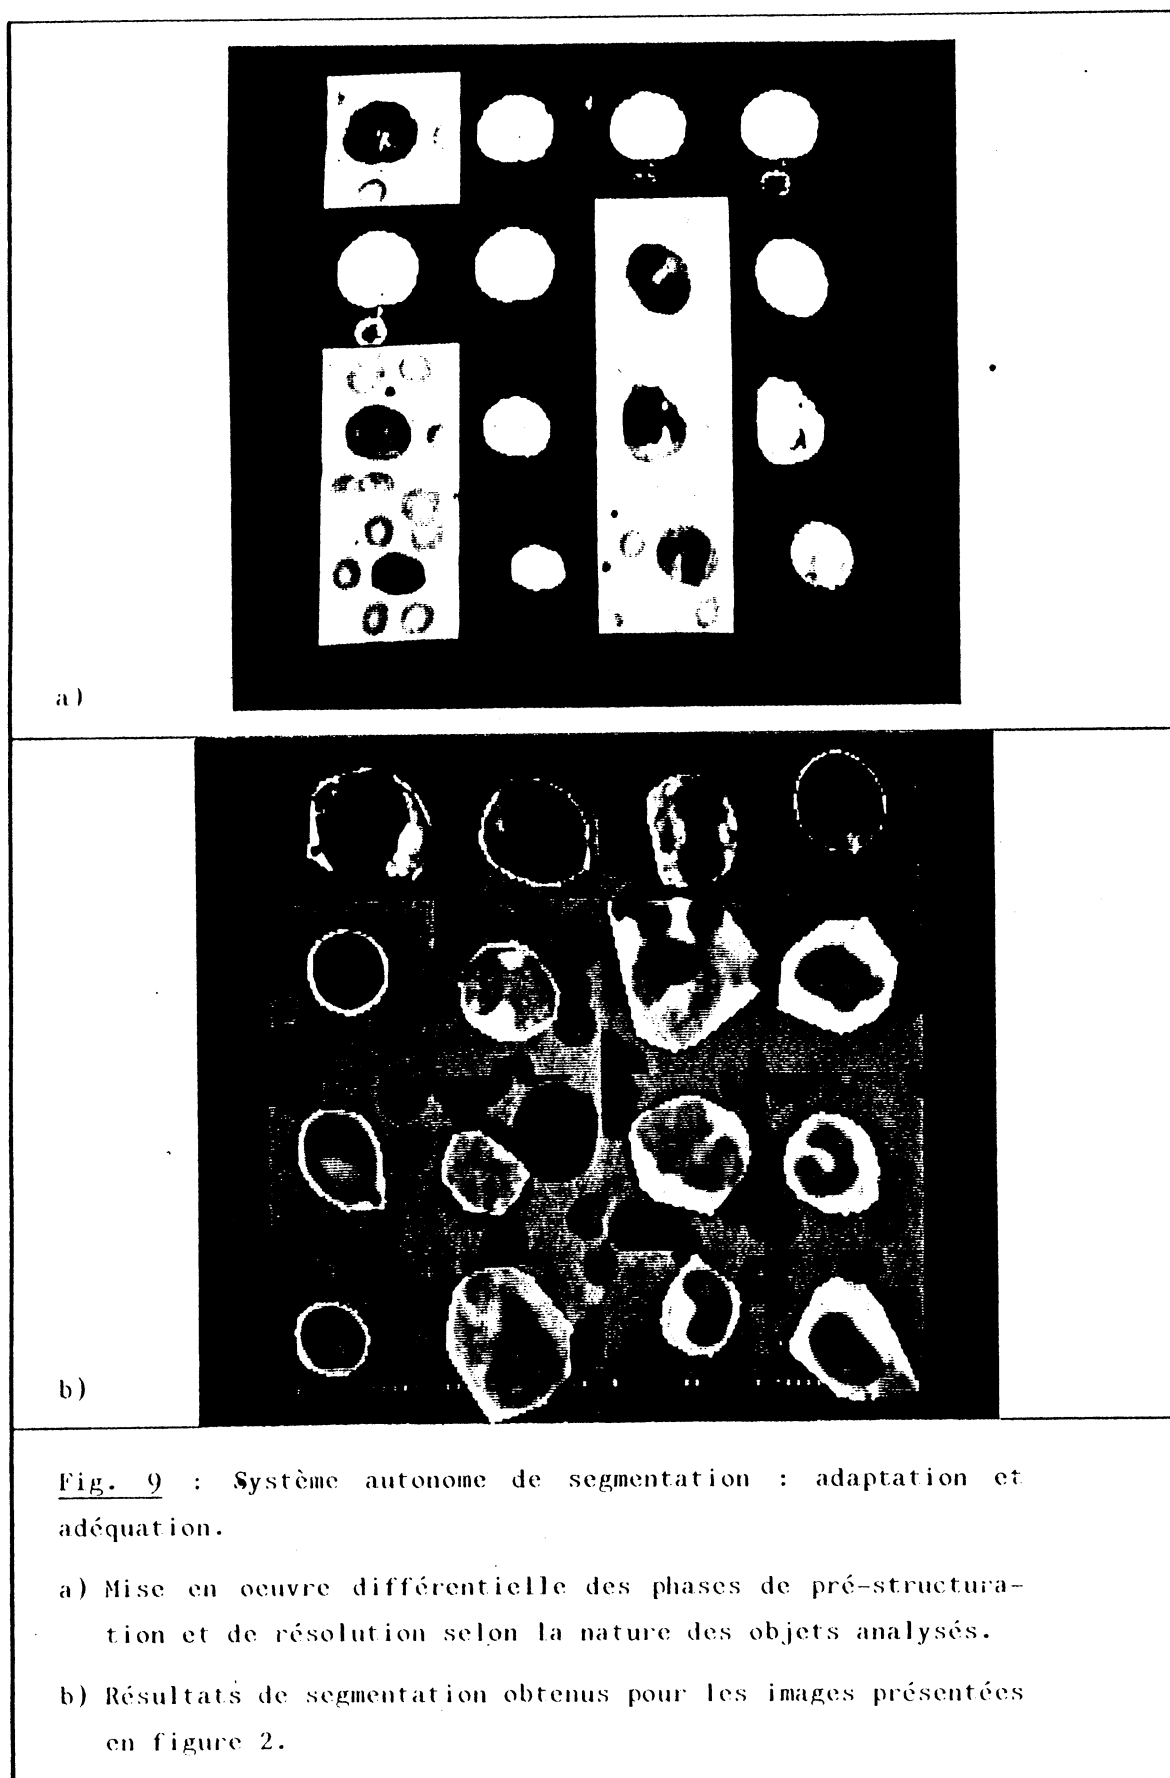 a)
b)
Fig. 9 : Système autonome de segmentation : adaptation et
adéquation.
a) Mise en oeuvre différentielle des phases de pré-structura-
tion et de résolution selon la nature des objets analysés.
b) Résultats de segmentation obtenus pour les images présentées
en figure 2.